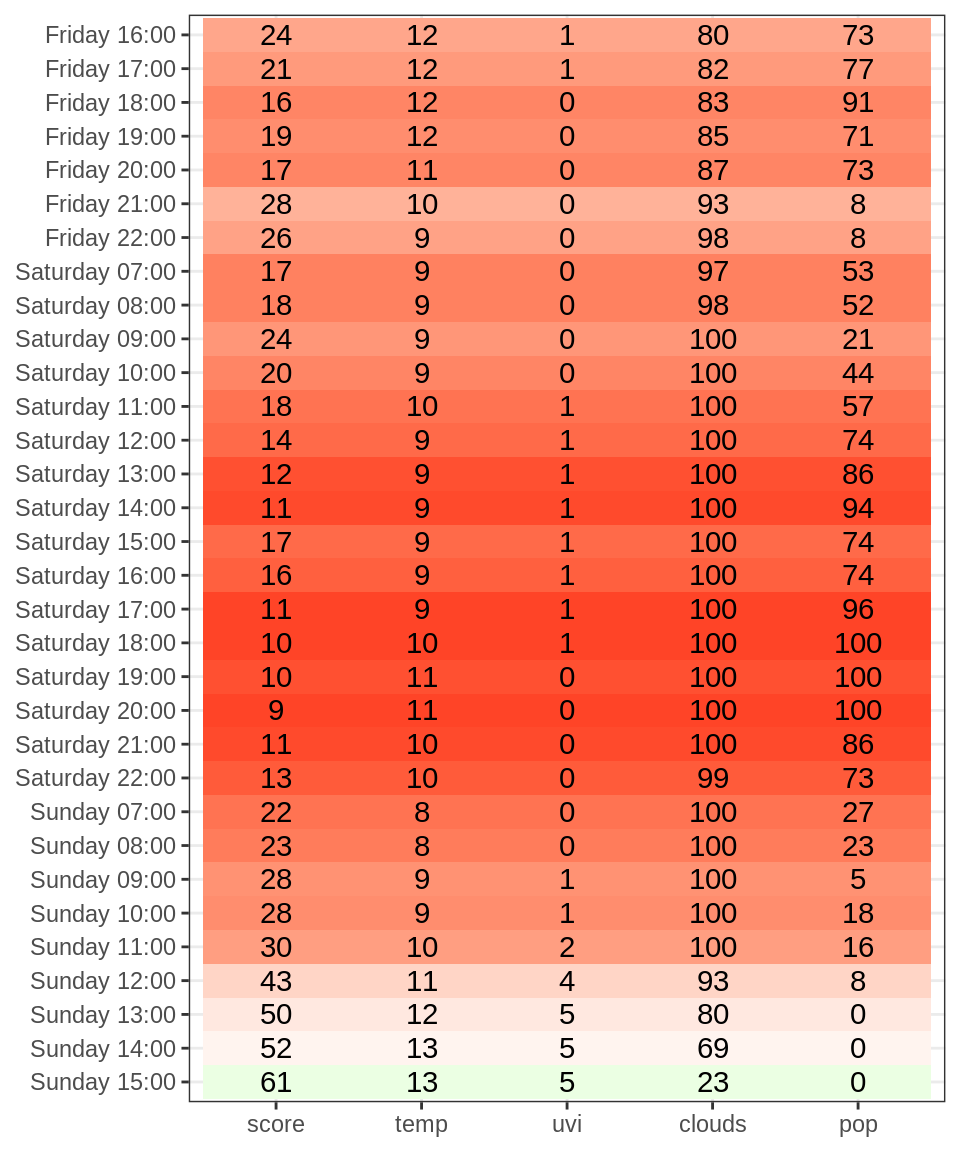 Friday 16:00 24 12 1 80 73
Friday 17:00 21 12 1 82 77
Friday 18:00 16 12 0 83 91
Friday 19:00 19 12 0 85 71
Friday 20:00 17 11 0 87 73
Friday 21:00 28 10 0 93 8
Friday 22:00 26 9 0 98 8
Saturday 07:00 17 9 0 97 53
Saturday 08:00 18 9 0 98 52
Saturday 09:00 24 9 0 100 21
Saturday 10:00 20 9 0 100 44
Saturday 11:00 18 10 1 100 57
Saturday 12:00 14 9 1 100 74
Saturday 13:00 12 9 1 100 86
Saturday 14:00 11 9 1 100 94
Saturday 15:00 17 9 1 100 74
Saturday 16:00 16 9 1 100 74
Saturday 17:00 11 9 1 100 96
Saturday 18:00 10 10 1 100 100
Saturday 19:00 10 11 0 100 100
Saturday 20:00 9 11 0 100 100
Saturday 21:00 11 10 0 100 86
Saturday 22:00 13 10 0 99 73
Sunday 07:00 22 8 0 100 27
Sunday 08:00 23 8 0 100 23
Sunday 09:00 28 9 1 100 5
Sunday 10:00 28 9 1 100 18
Sunday 11:00 30 10 2 100 16
Sunday 12:00 43 11 4 93 8
Sunday 13:00 50 12 5 80 0
Sunday 14:00 52 13 5 69 0
Sunday 15:00 61 13 5 23 0
score temp uvi clouds pop